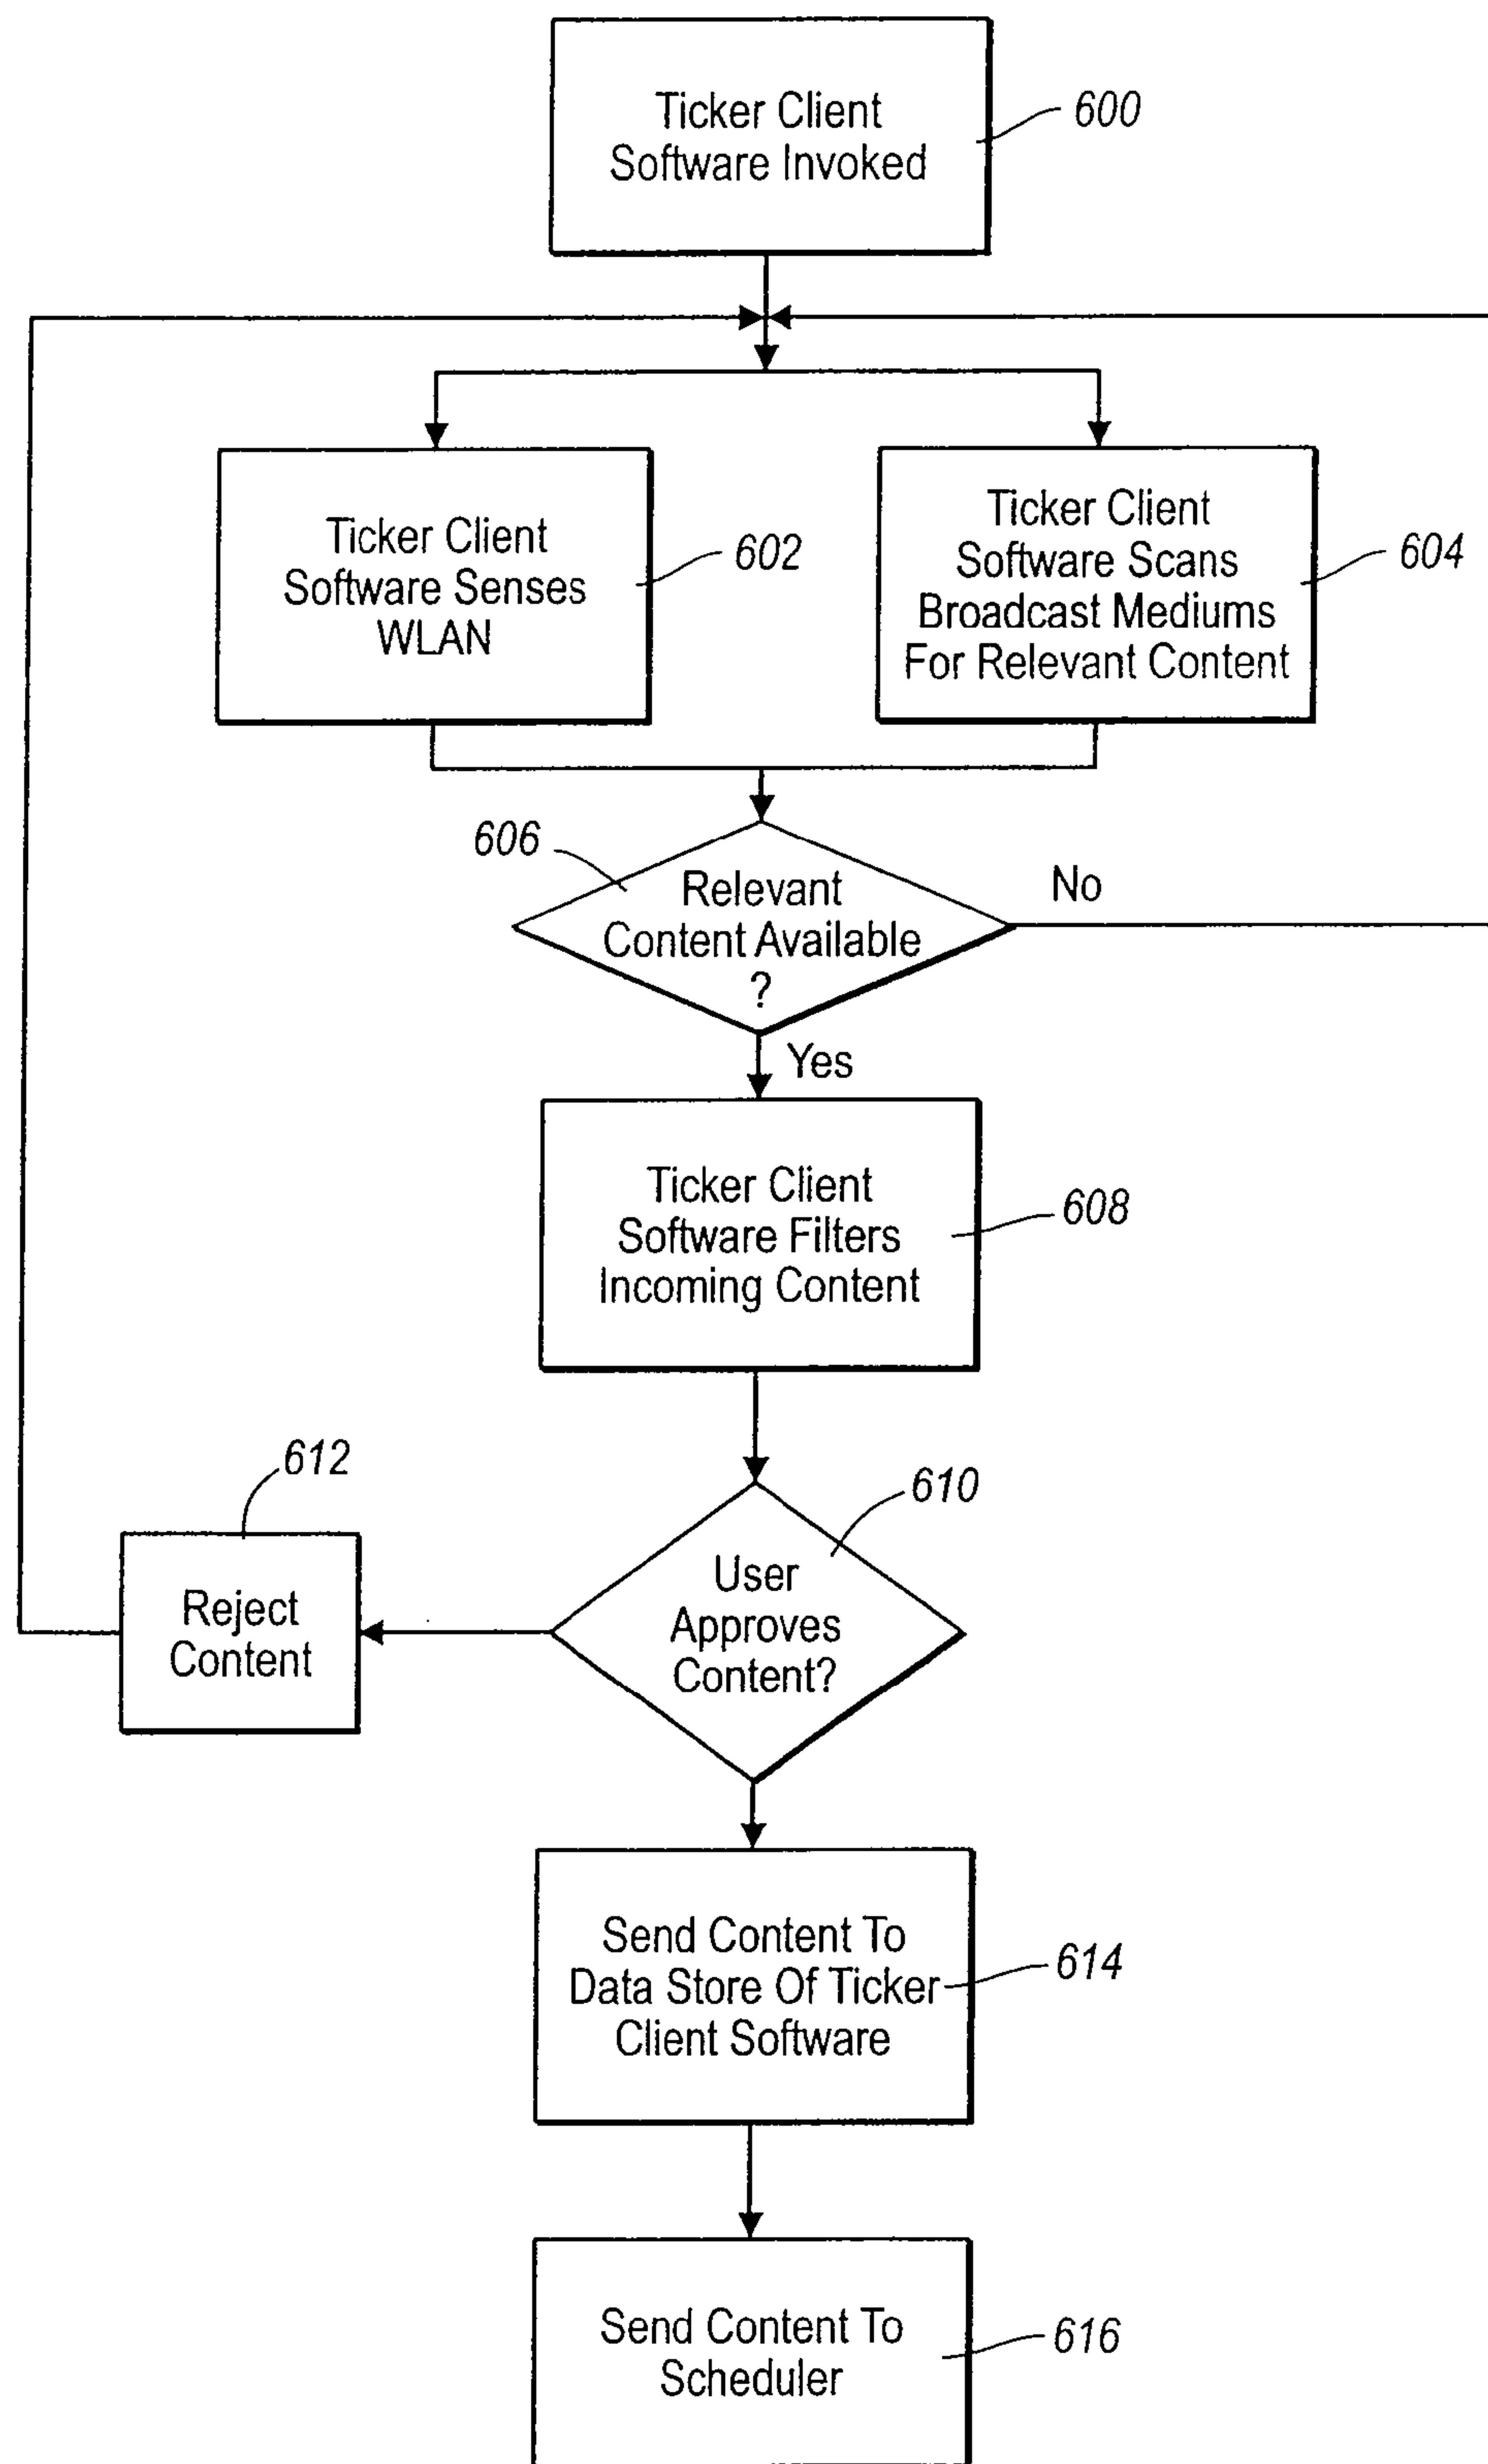 Ticker Client
Software Invoked
600
Ticker Client
Software Senses
WLAN
602
Ticker Client
Software Scans
Broadcast Mediums
For Relevant Content
604
606
Relevant
Content Available
?
No
Yes
Ticker Client
Software Filters
Incoming Content
608
612
Reject
Content
610
User
Approves
Content?
Send Content To
Data Store Of Ticker
Client Software
614
Send Content To
Scheduler
616